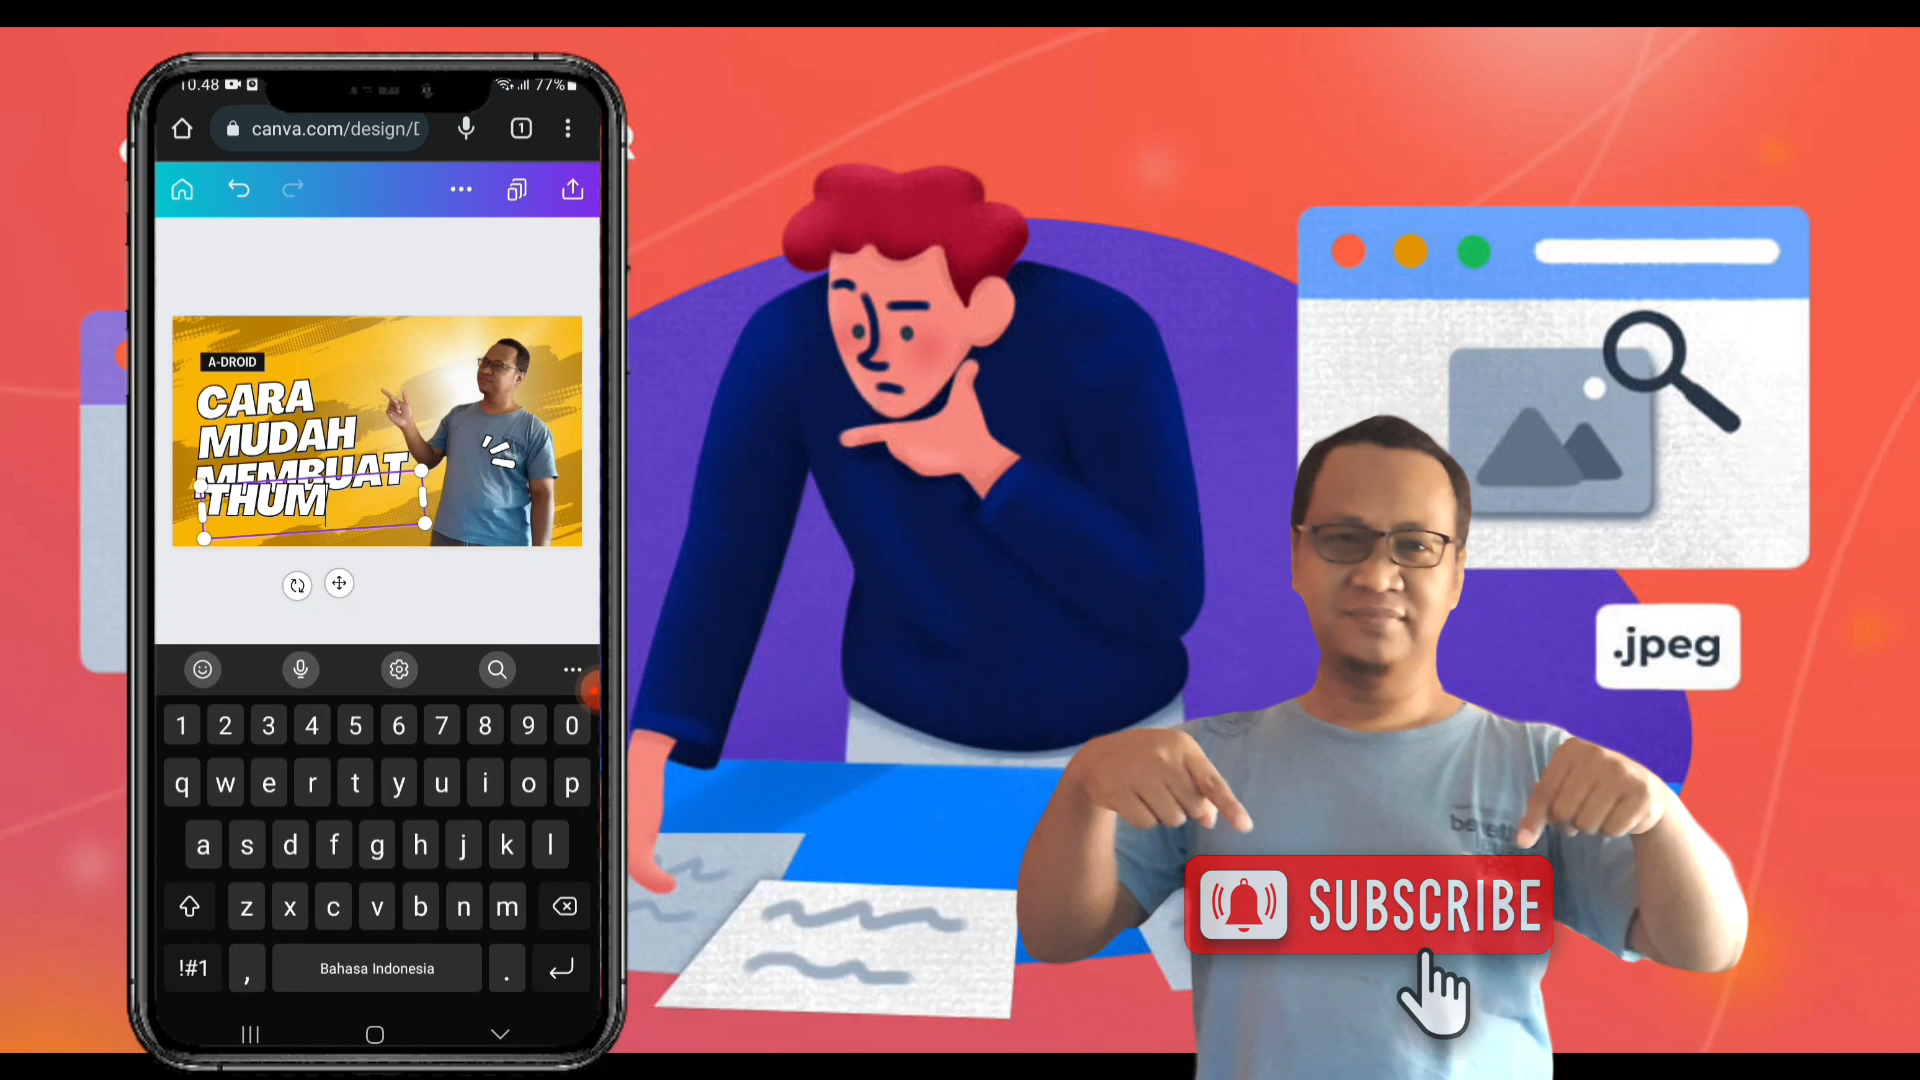 10.48
77%
canva.com/design/
1
A-DROID
CARA
MUDAH
MEMBUAT
THUM
1 2 3 4 5 6 7 8 9 0
q w e r t y u i o p
a s d f g h j k l
z x c v b n m
!#1 , Bahasa Indonesia .
.jpeg
SUBSCRIBE